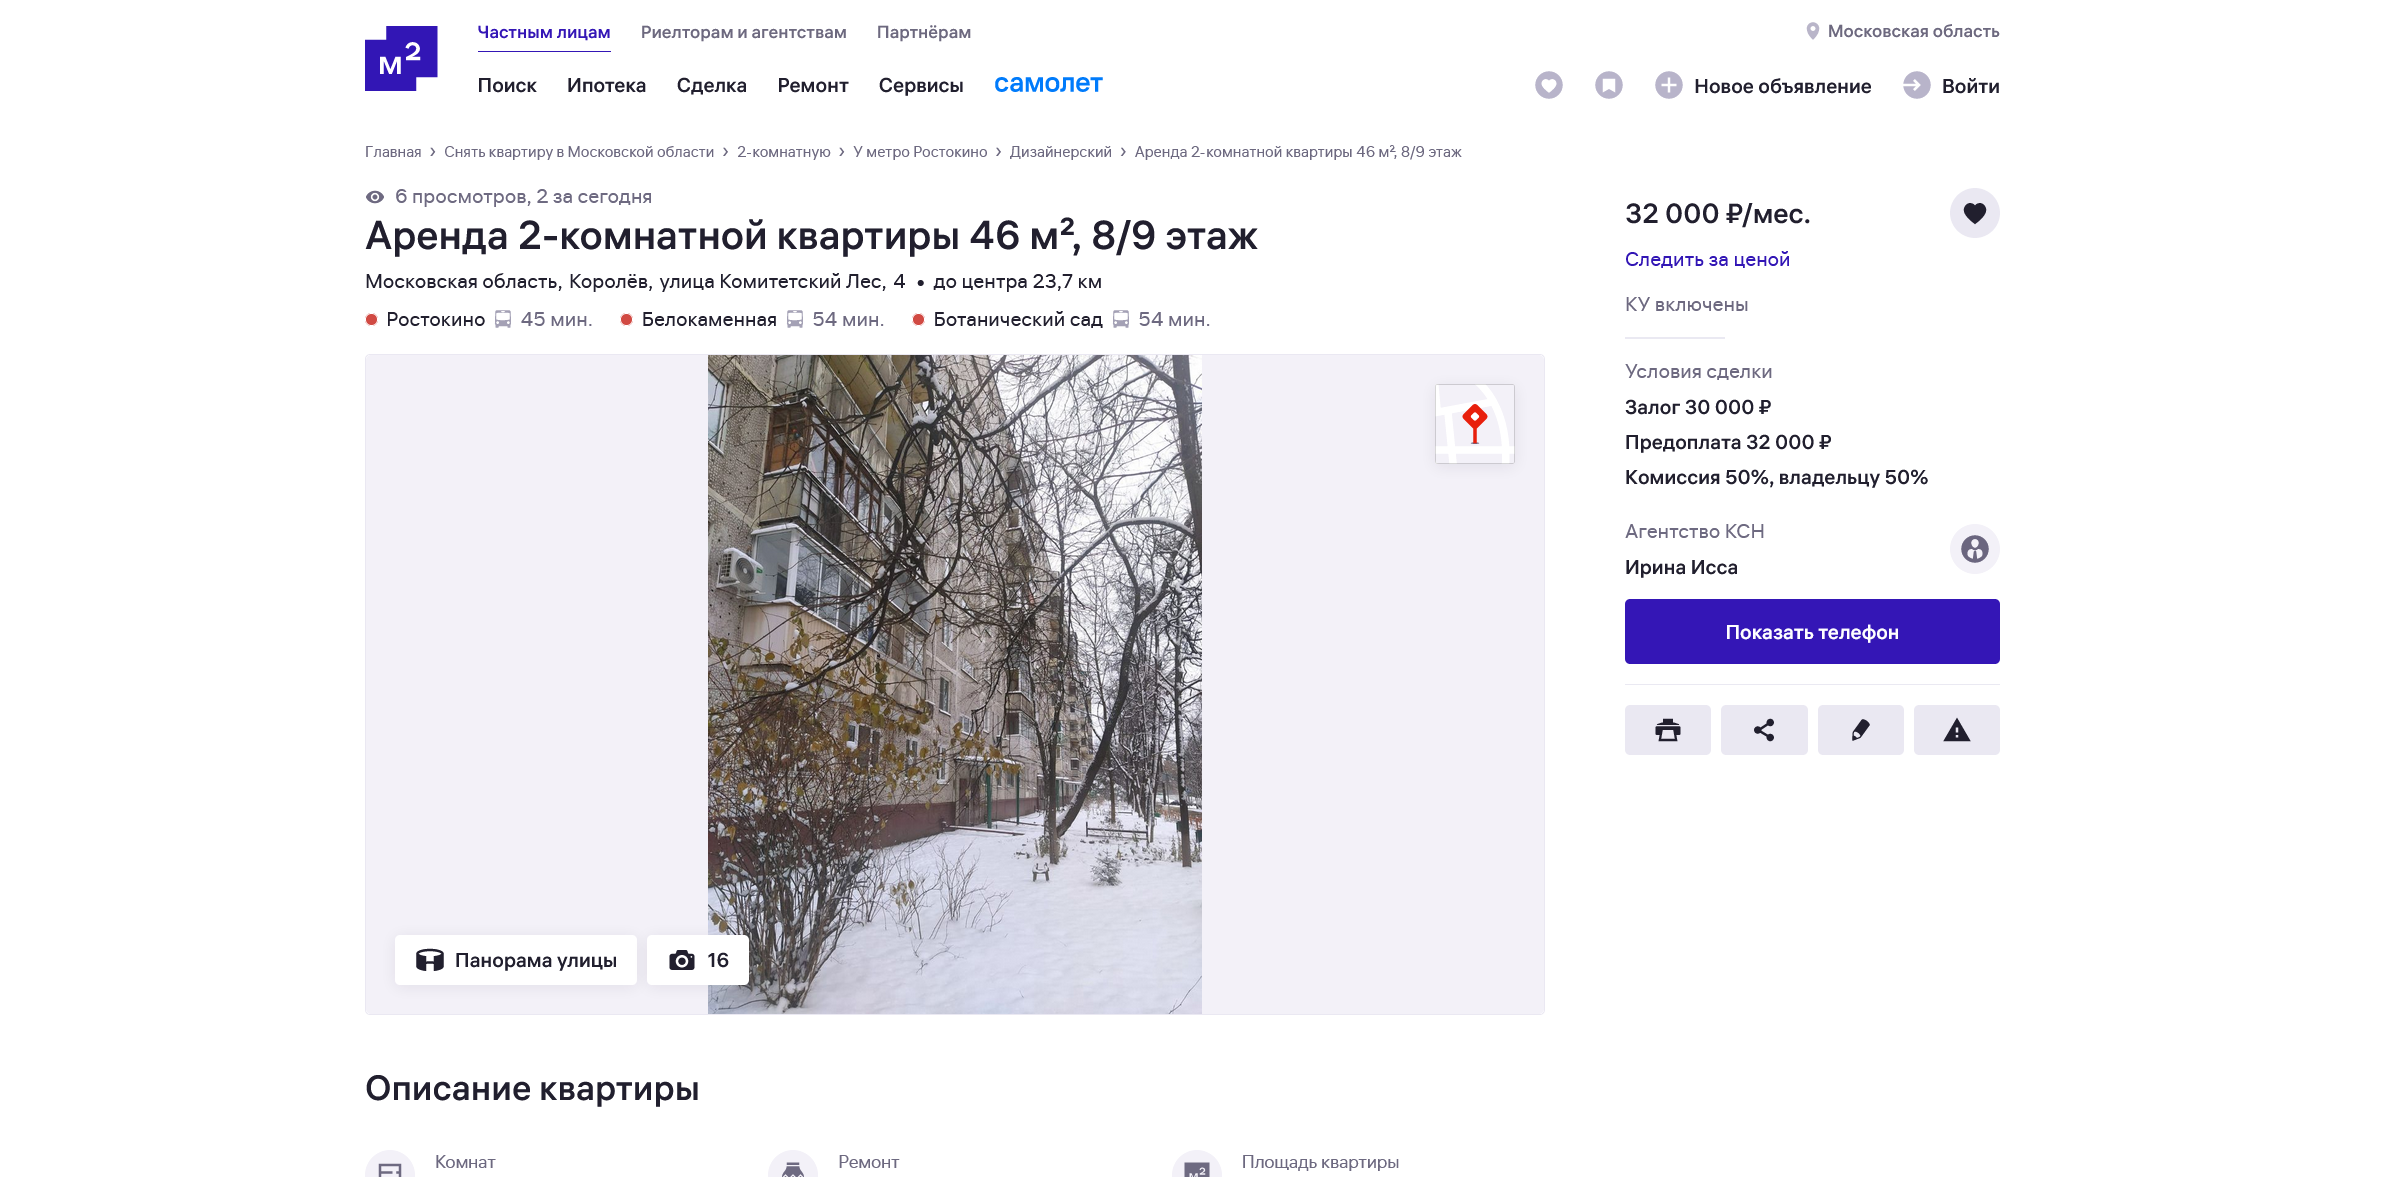 м²
Частным лицам
Риелторам и агентствам
Партнёрам
Московская область
Поиск
Ипотека
Сделка
Ремонт
Сервисы
самолет
Новое объявление
Войти
Главная › Снять квартиру в Московской области › 2-комнатную › У метро Ростокино › Дизайнерский › Аренда 2-комнатной квартиры 46 м², 8/9 этаж
6 просмотров, 2 за сегодня
Аренда 2-комнатной квартиры 46 м², 8/9 этаж
Московская область, Королёв, улица Комитетский Лес, 4 • до центра 23,7 км
Ростокино 45 мин. Белокаменная 54 мин. Ботанический сад 54 мин.
Панорама улицы
16
32 000 ₽/мес.
Следить за ценой
КУ включены
Условия сделки
Залог 30 000 ₽
Предоплата 32 000 ₽
Комиссия 50%, владельцу 50%
Агентство КСН
Ирина Исса
Показать телефон
Описание квартиры
Комнат
Ремонт
м²
Площадь квартиры